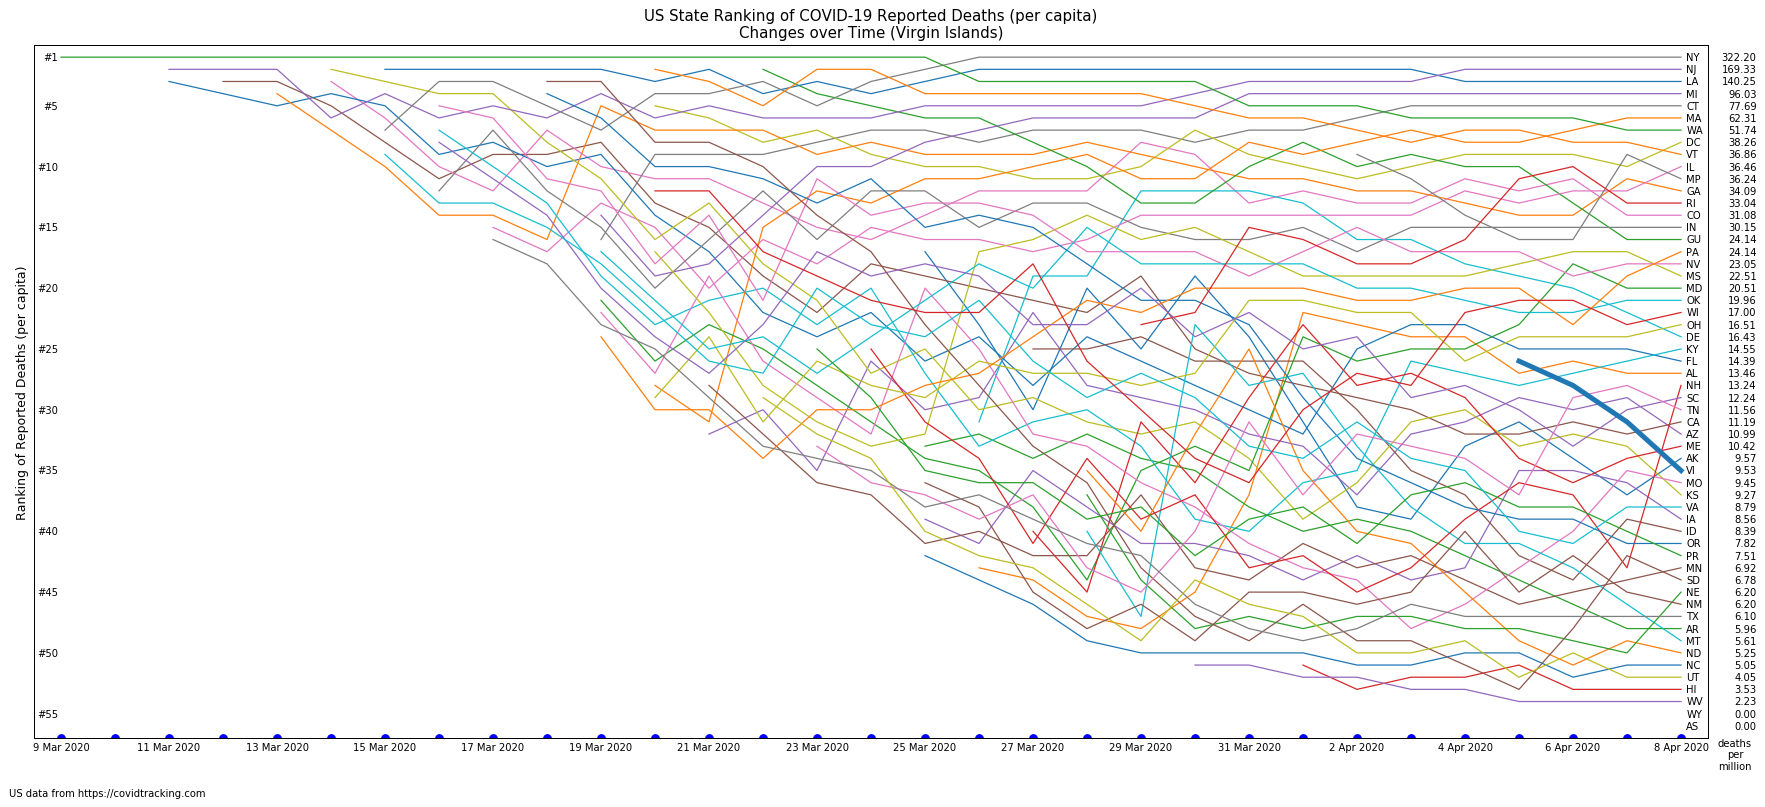 US State Ranking of COVID-19 Reported Deaths (per capita)
Changes over Time (Virgin Islands)
Ranking of Reported Deaths (per capita)
#1
#5
#10
#15
#20
#25
#30
#35
#40
#45
#50
#55
NY 322.20
NJ 169.33
LA 140.25
MI 96.03
CT 77.69
MA 62.31
WA 51.74
DC 38.26
VT 36.86
IL 36.46
MP 36.24
GA 34.09
RI 33.04
CO 31.08
IN 30.15
GU 24.14
PA 24.14
NV 23.05
MS 22.51
MD 20.51
OK 19.96
WI 17.00
OH 16.51
DE 16.43
KY 14.55
FL 14.39
AL 13.46
NH 13.24
SC 12.24
TN 11.56
CA 11.19
AZ 10.99
ME 10.42
AK 9.57
VI 9.53
MO 9.45
KS 9.27
VA 8.79
IA 8.56
ID 8.39
OR 7.82
PR 7.51
MN 6.92
SD 6.78
NE 6.20
NM 6.20
TX 6.10
AR 5.96
MT 5.61
ND 5.25
NC 5.05
UT 4.05
HI 3.53
WV 2.23
WY 0.00
AS 0.00
9 Mar 2020 11 Mar 2020 13 Mar 2020 15 Mar 2020 17 Mar 2020 19 Mar 2020 21 Mar 2020 23 Mar 2020 25 Mar 2020 27 Mar 2020 29 Mar 2020 31 Mar 2020 2 Apr 2020 4 Apr 2020 6 Apr 2020 8 Apr 2020
deaths
per
million
US data from https://covidtracking.com